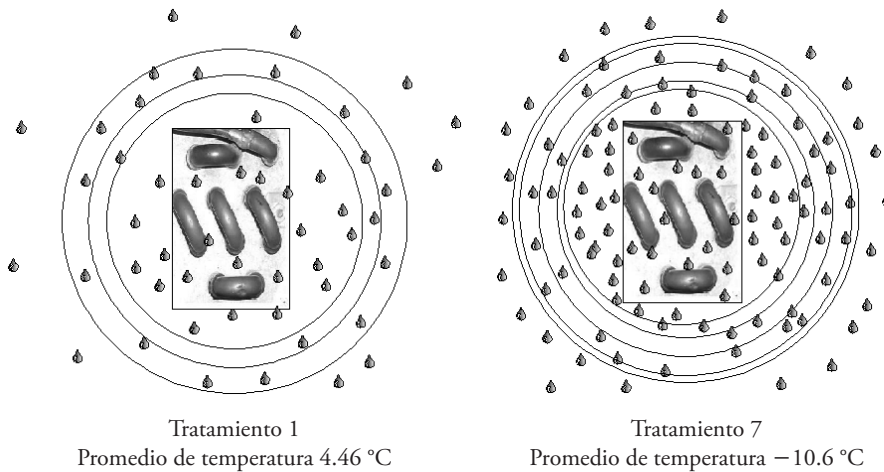 Tratamiento 1
Promedio de temperatura 4.46 °C
Tratamiento 7
Promedio de temperatura −10.6 °C